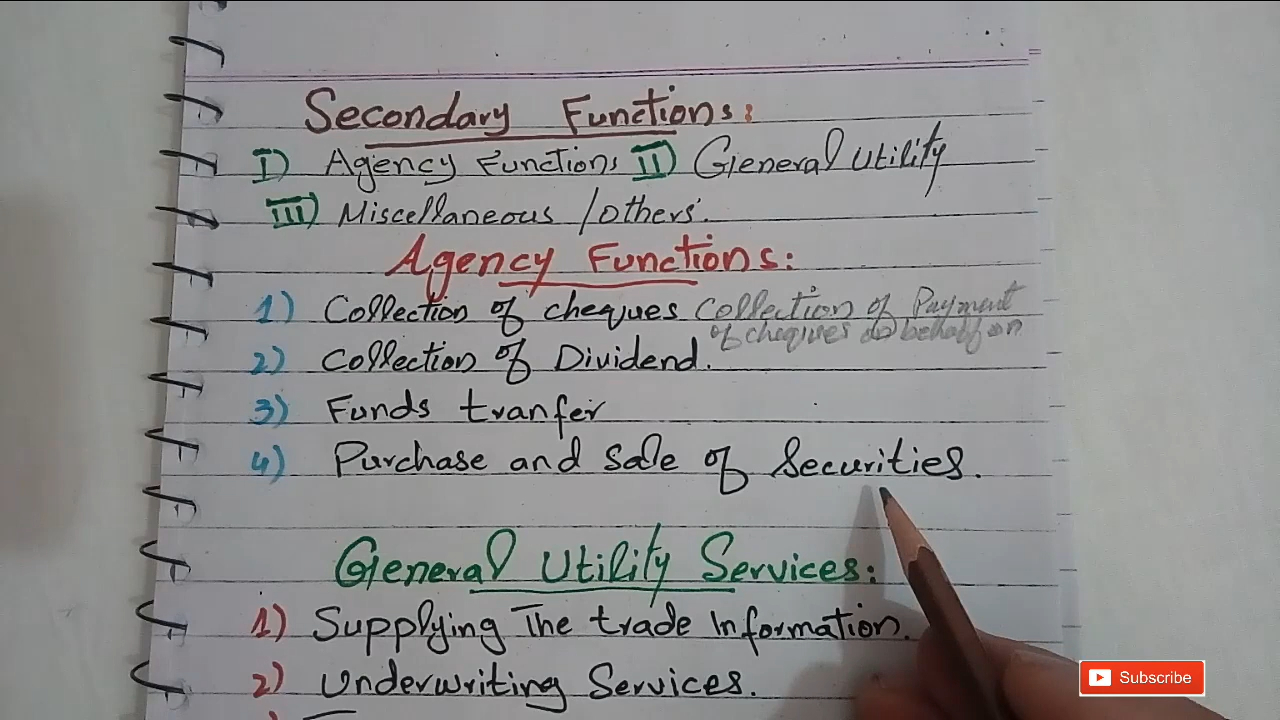 Secondary Functions:
I) Agency Functions II) General Utility
III) Miscellaneous / others.
Agency Functions:
1) Collection of cheques Collection of Payment
of cheques behalf on
2) Collection of Dividend.
3) Funds tranfer
4) Purchase and Sale of Securities.
General Utility Services:
1) Supplying The trade Information.
2) Underwriting Services.
Subscribe